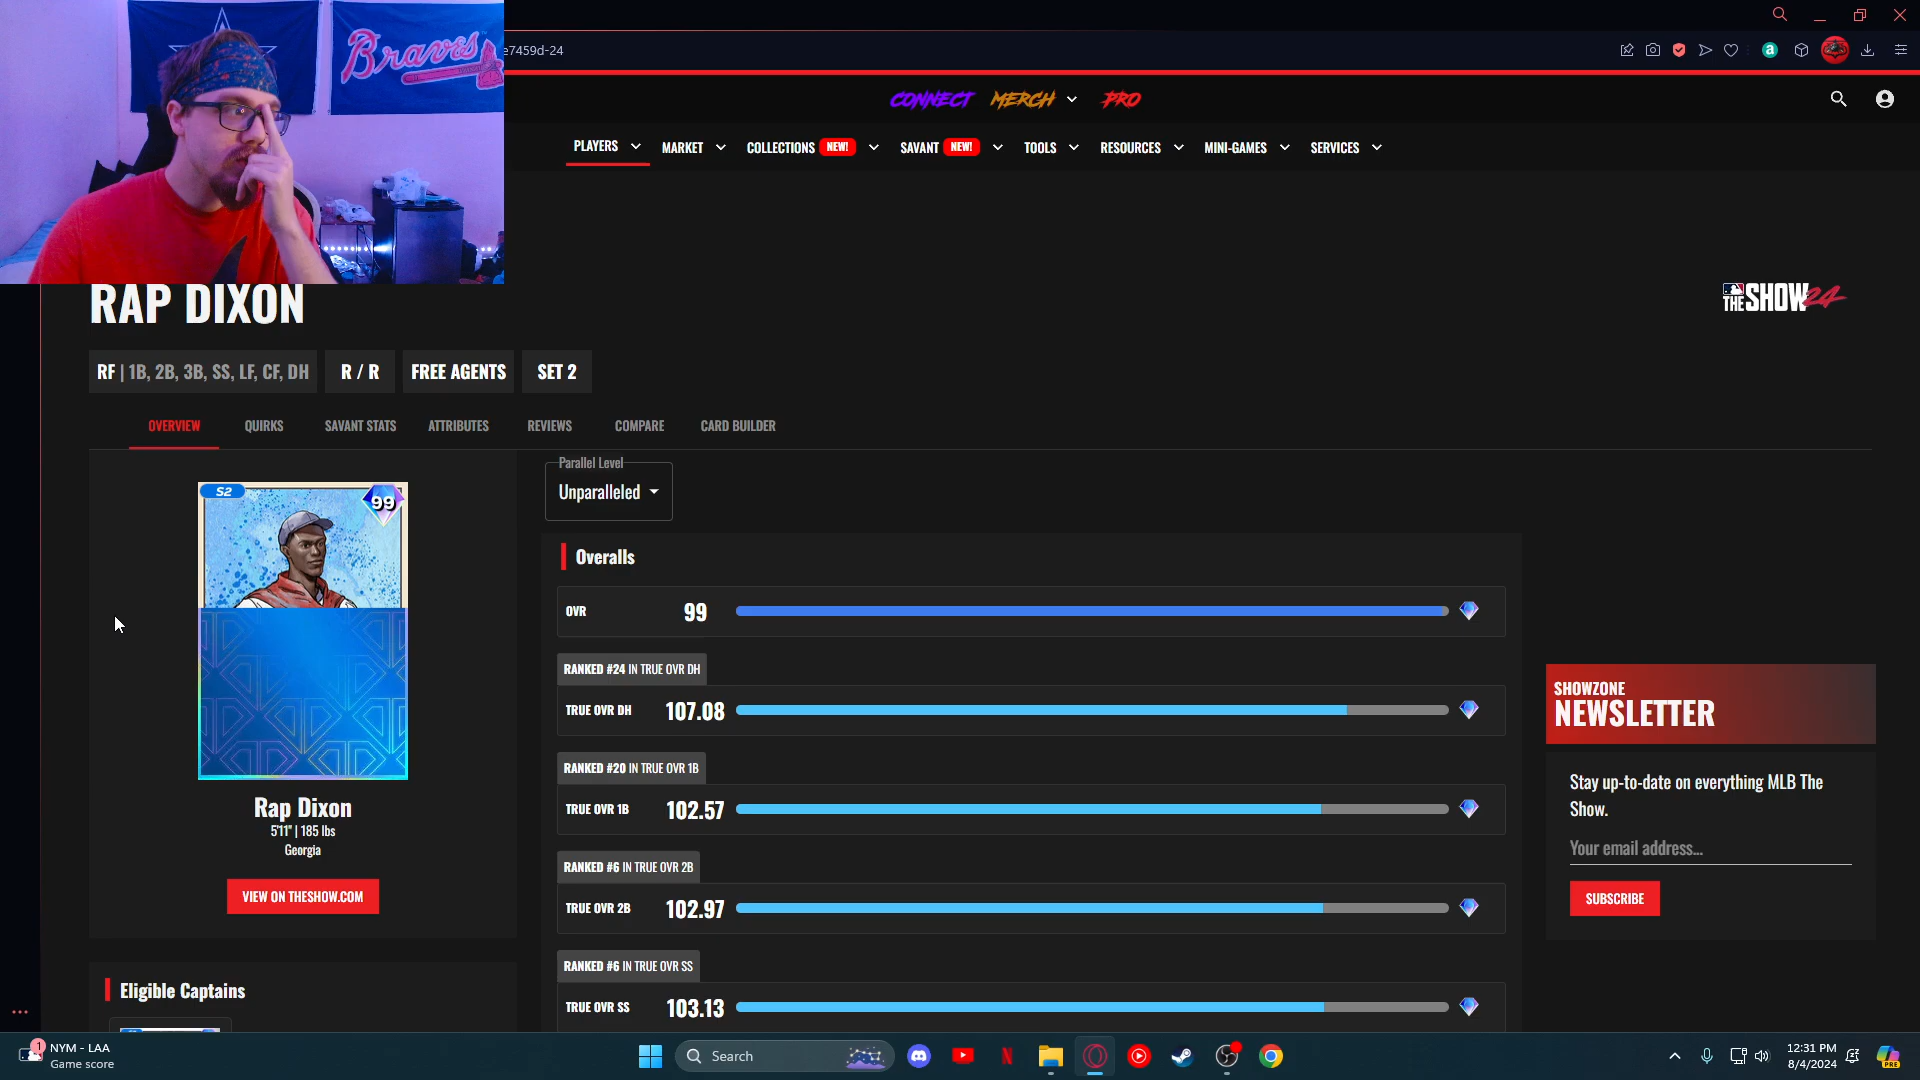 Braves
e7459d-24
CONNECT MERCH PRO
PLAYERS MARKET COLLECTIONS NEW! SAVANT NEW! TOOLS RESOURCES MINI-GAMES SERVICES
RAP DIXON
MLB THE SHOW 24
RF | 1B, 2B, 3B, SS, LF, CF, DH R / R FREE AGENTS SET 2
OVERVIEW QUIRKS SAVANT STATS ATTRIBUTES REVIEWS COMPARE CARD BUILDER
Parallel Level
Unparalleled
S2
99
Overalls
OVR 99
RANKED #24 IN TRUE OVR DH
TRUE OVR DH 107.08
RANKED #20 IN TRUE OVR 1B
TRUE OVR 1B 102.57
RANKED #6 IN TRUE OVR 2B
TRUE OVR 2B 102.97
RANKED #6 IN TRUE OVR SS
TRUE OVR SS 103.13
Rap Dixon
5'11" | 185 lbs
Georgia
VIEW ON THESHOW.COM
Eligible Captains
SHOWZONE
NEWSLETTER
Stay up-to-date on everything MLB The
Show.
Your email address...
SUBSCRIBE
1
NYM - LAA
Game score
Search
12:31 PM
8/4/2024
PRE